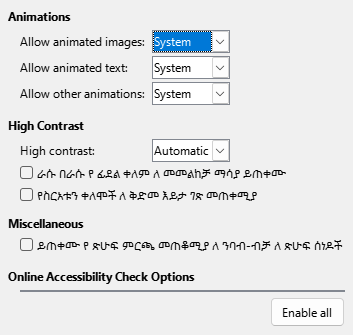 Animations
Allow animated images: System
Allow animated text: System
Allow other animations: System
High Contrast
High contrast: Automatic
ራሱ በራሱ የ ፊደል ቀለም ለ መመልከቻ ማሳያ ይጠቀሙ
የስርአቱን ቀለሞች ለ ቅድመ እይታ ገጽ መጠቀሚያ
Miscellaneous
ይጠቀሙ የ ጽሁፍ ምርጫ መጠቆሚያ ለ ንባብ-ብቻ ለ ጽሁፍ ሰነዶች
Online Accessibility Check Options
Enable all